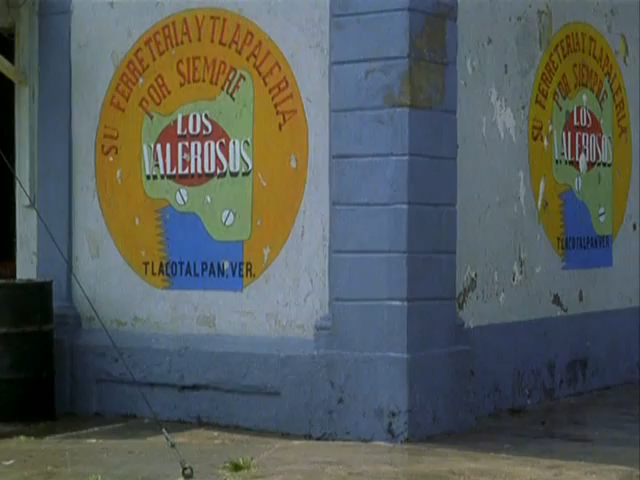 SU FERRETERIA Y TLAPALERIA
POR SIEMPRE
LOS
VALEROSOS
TLACOTALPAN, VER.
SU FERRETERIA Y TLAPALERIA
POR SIEMPRE
LOS
VALEROSOS
TLACOTALPAN, VER.